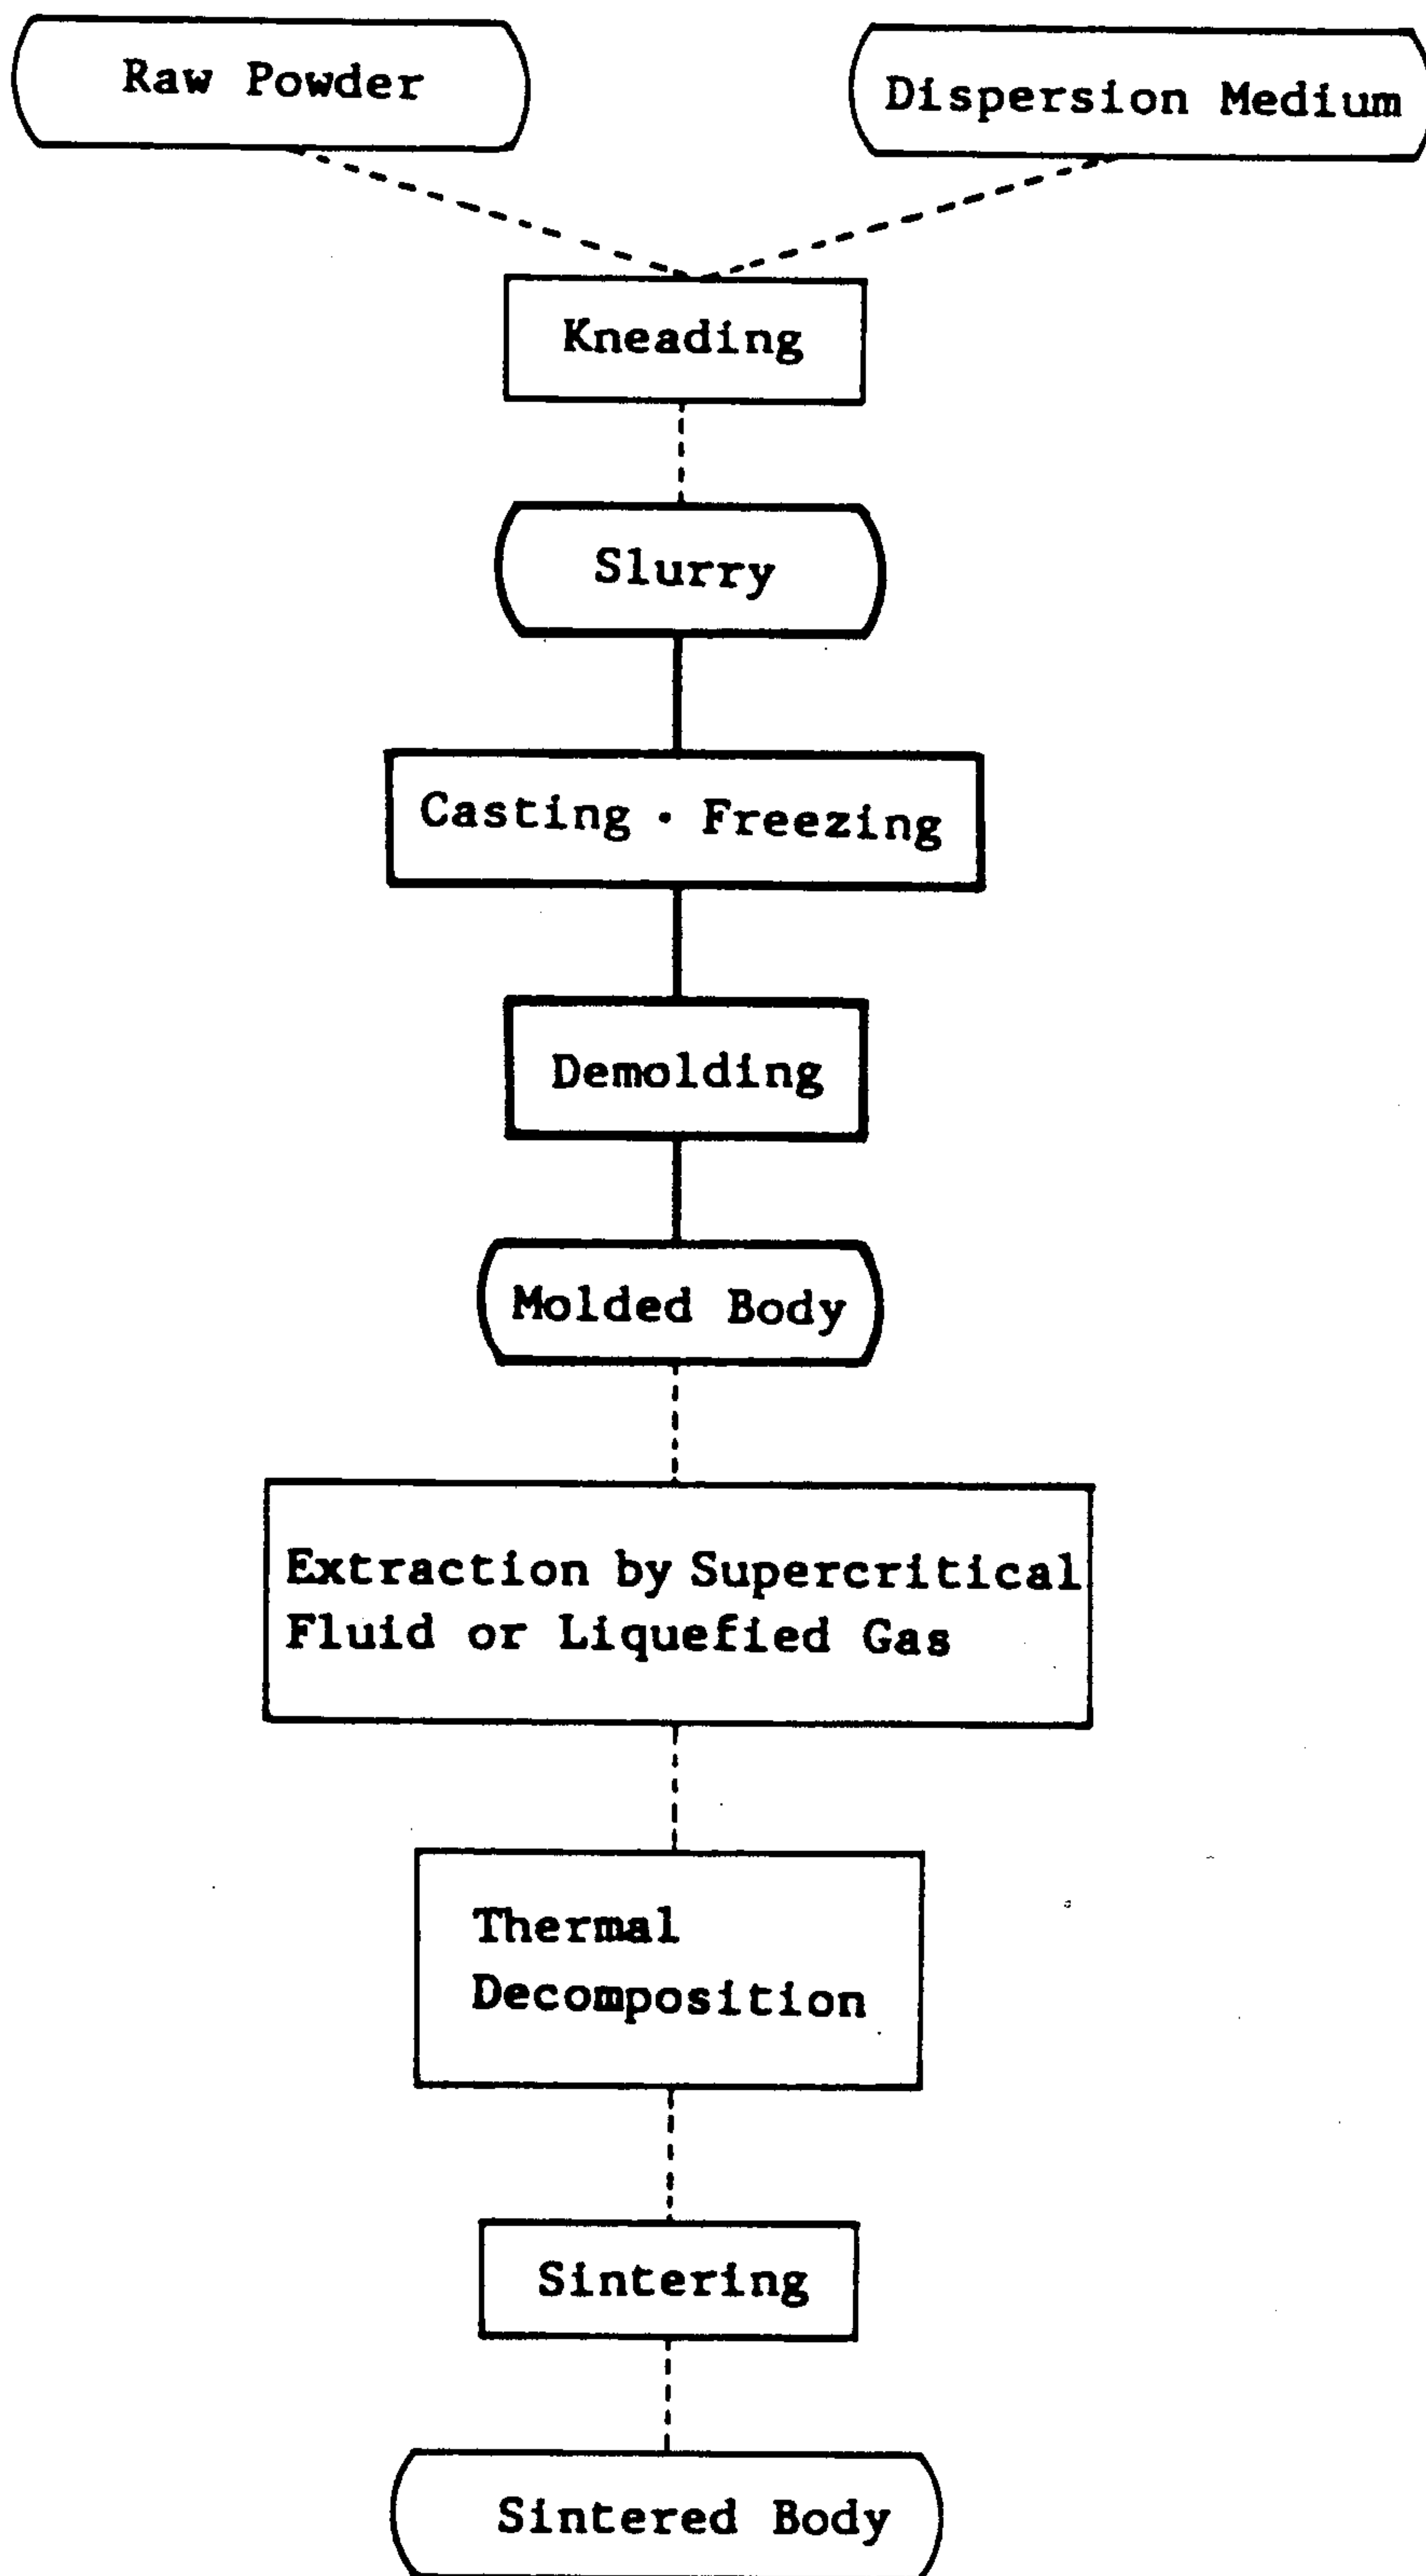 Raw Powder
Dispersion Medium
Kneading
Slurry
Casting · Freezing
Demolding
Molded Body
Extraction by Supercritical
Fluid or Liquefied Gas
Thermal
Decomposition
Sintering
Sintered Body